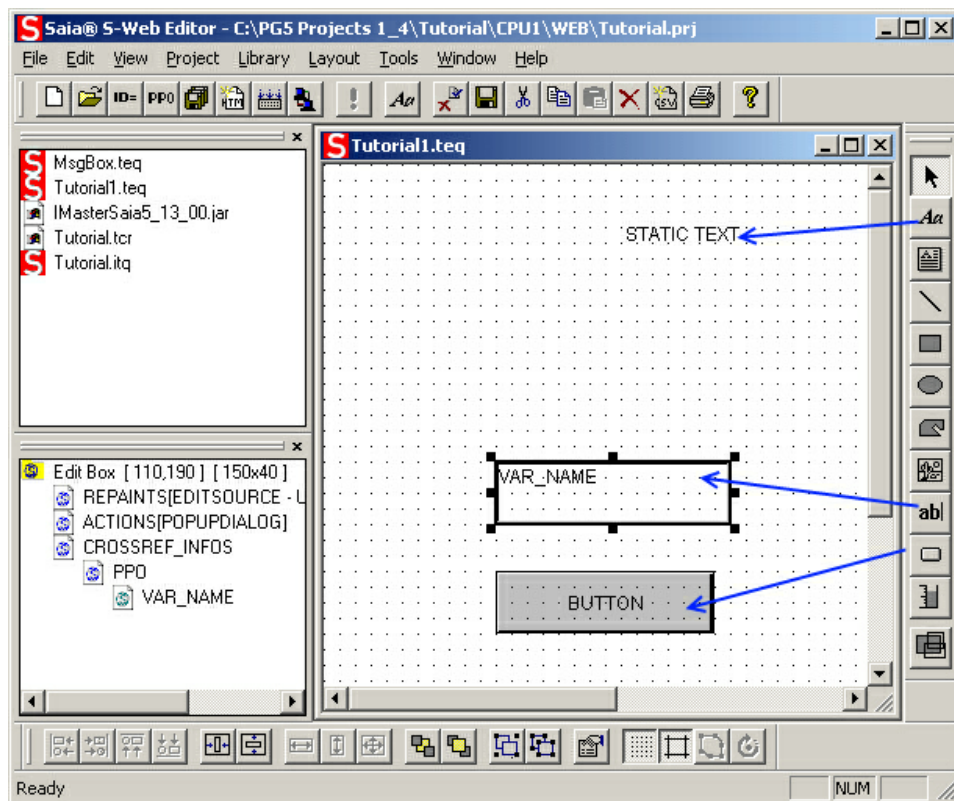 Saia® S-Web Editor - C:\PG5 Projects 1_4\Tutorial\CPU1\WEB\Tutorial.prj
File Edit View Project Library Layout Tools Window Help
ID= PPO HTM Aa CSV ?
MsgBox.teq
Tutorial1.teq
IMasterSaia5_13_00.jar
Tutorial.tcr
Tutorial.itq
Tutorial1.teq
STATIC TEXT
Aa
VAR_NAME
ab|
BUTTON
Edit Box [110,190] [150x40]
REPAINTS[EDITSOURCE - U
ACTIONS[POPUPDIALOG]
CROSSREF_INFOS
PPO
VAR_NAME
Ready
NUM